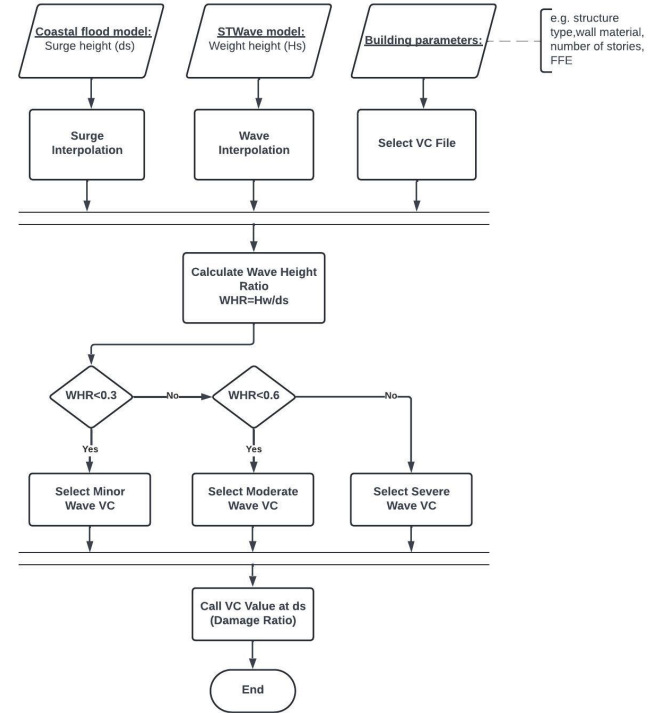 Coastal flood model:
Surge height (ds)
STWave model:
Weight height (Hs)
Building parameters:
e.g. structure
type,wall material,
number of stories,
FFE
Surge
Interpolation
Wave
Interpolation
Select VC File
Calculate Wave Height
Ratio
WHR=Hw/ds
WHR<0.3
No
WHR<0.6
No
Yes
Yes
Select Minor
Wave VC
Select Moderate
Wave VC
Select Severe
Wave VC
Call VC Value at ds
(Damage Ratio)
End